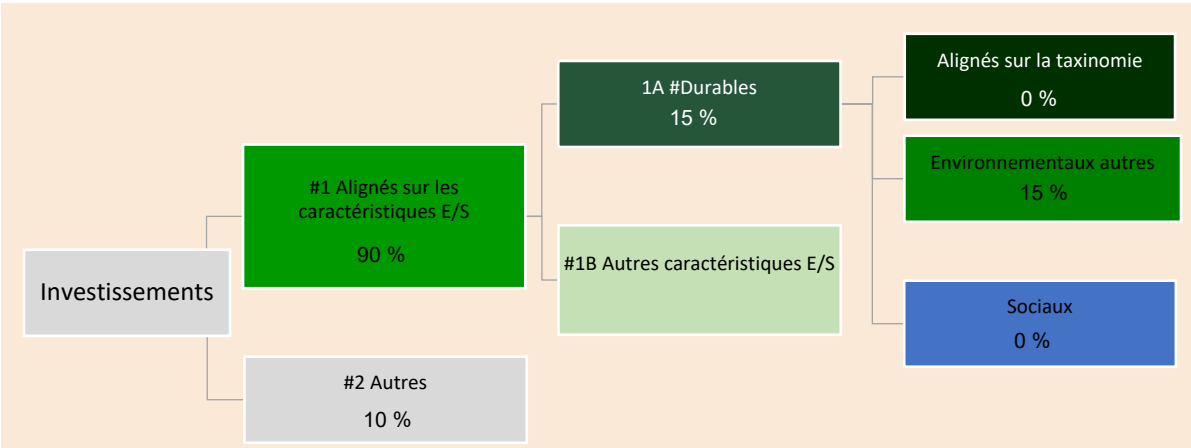 Investissements
#1 Alignés sur les
caractéristiques E/S
90 %
#2 Autres
10 %
1A #Durables
15 %
#1B Autres caractéristiques E/S
Alignés sur la taxinomie
0 %
Environnementaux autres
15 %
Sociaux
0 %